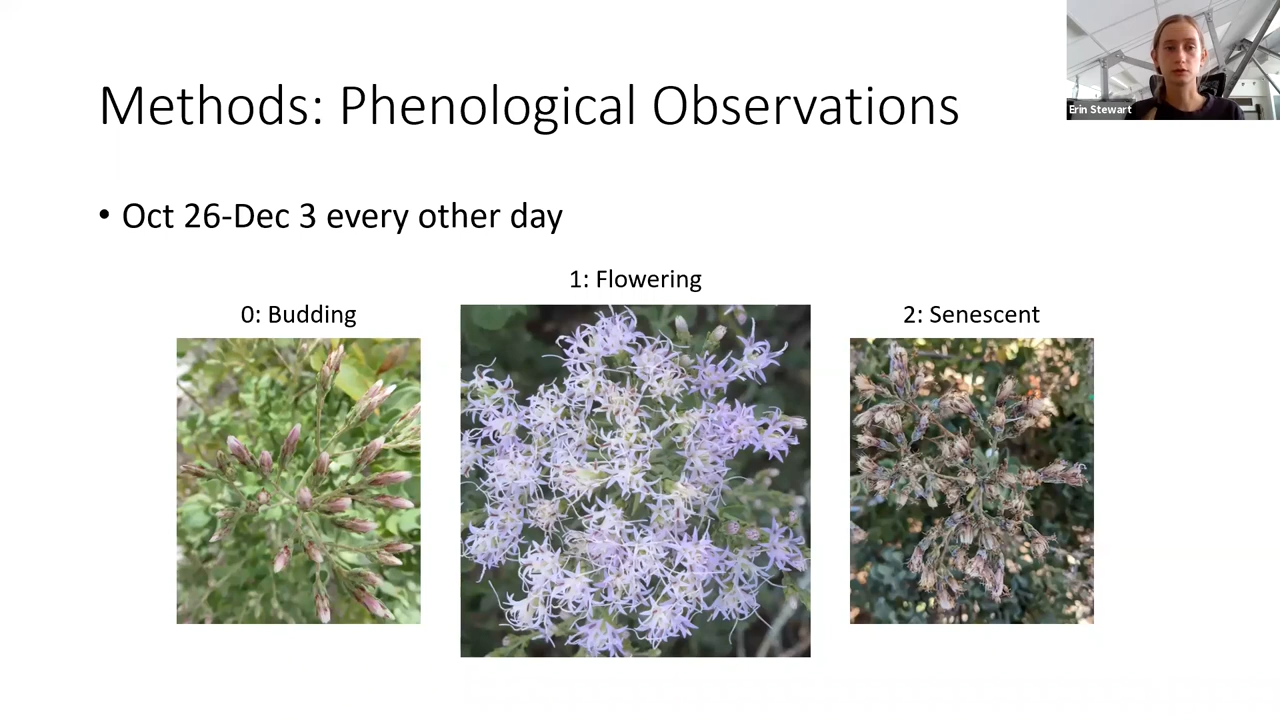 Methods: Phenological Observations
Erin Stewart
• Oct 26-Dec 3 every other day
1: Flowering
0: Budding
2: Senescent